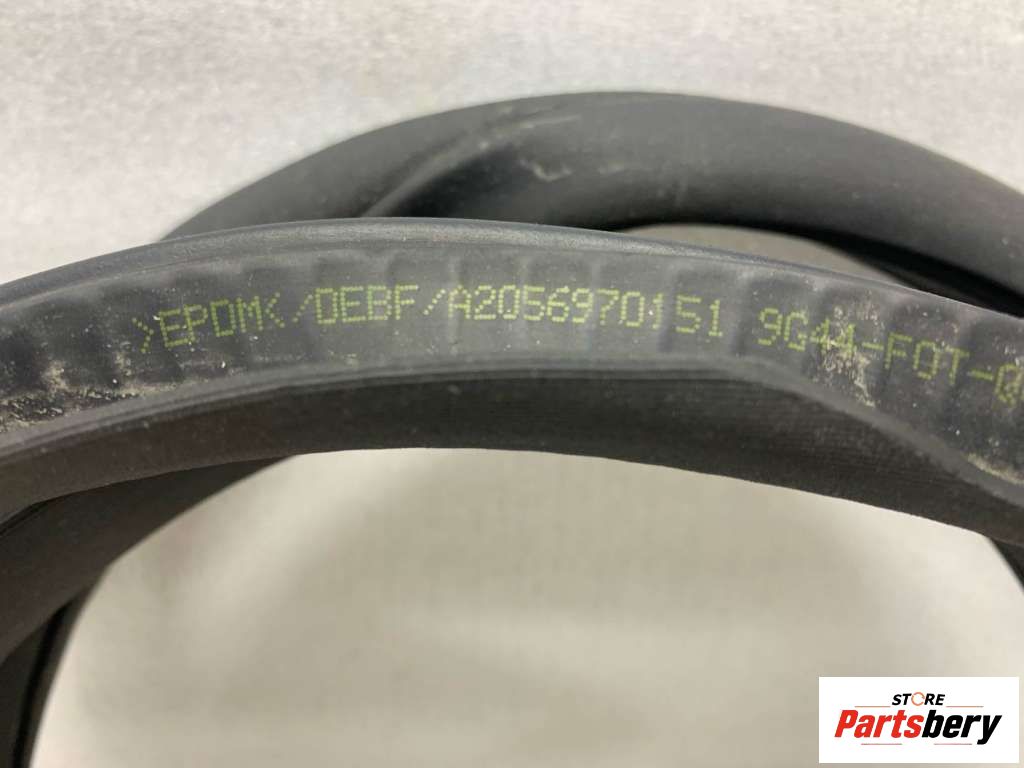 >EPDM</DEBF/A2056970151 9G44-FOT-
STORE
Partsbery